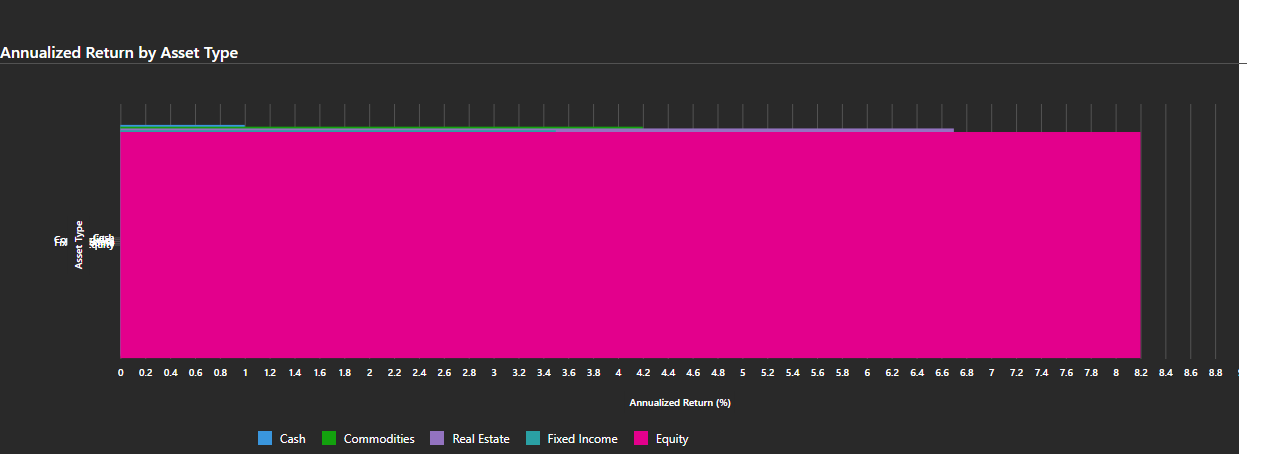 Annualized Return by Asset Type
Cash
Asset Type
0 0.2 0.4 0.6 0.8 1 1.2 1.4 1.6 1.8 2 2.2 2.4 2.6 2.8 3 3.2 3.4 3.6 3.8 4 4.2 4.4 4.6 4.8 5 5.2 5.4 5.6 5.8 6 6.2 6.4 6.6 6.8 7 7.2 7.4 7.6 7.8 8 8.2 8.4 8.6 8.8
Annualized Return (%)
Cash Commodities Real Estate Fixed Income Equity